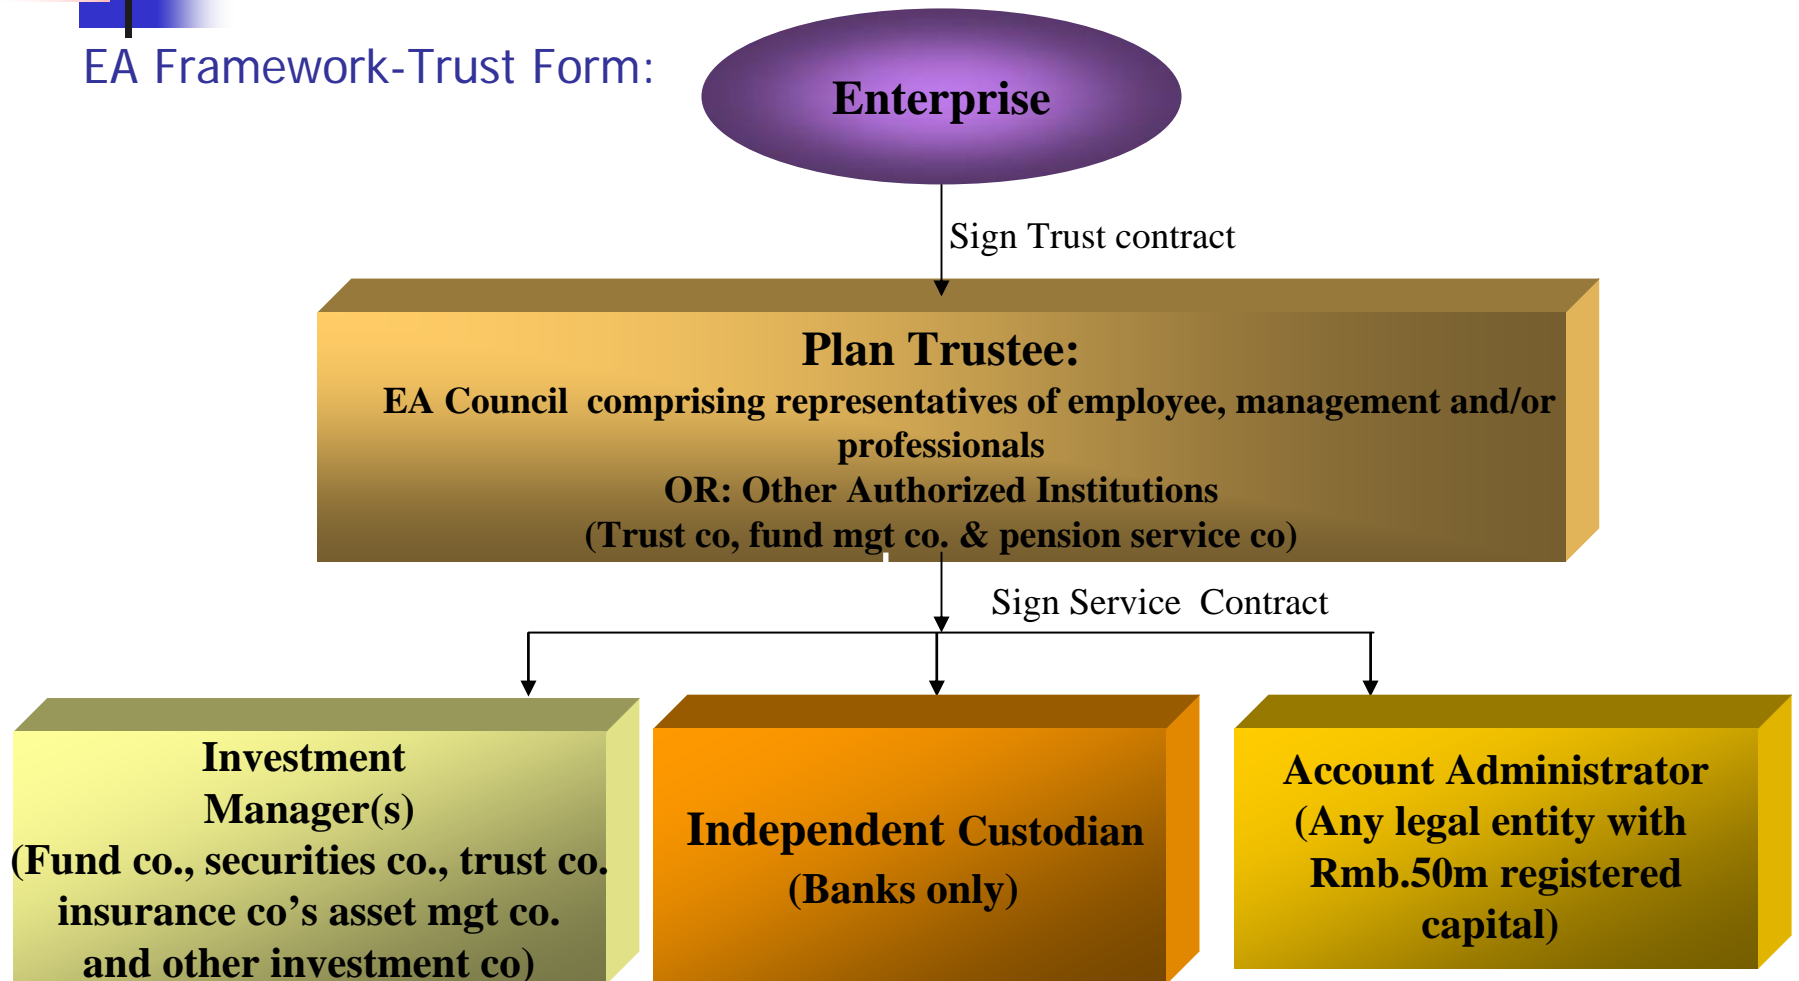 EA Framework-Trust Form:
Enterprise
Sign Trust contract
Plan Trustee:
EA Council comprising representatives of employee, management and/or
professionals
OR: Other Authorized Institutions
(Trust co, fund mgt co. & pension service co)
Sign Service Contract
Investment
Manager(s)
(Fund co., securities co., trust co.
insurance co’s asset mgt co.
and other investment co)
Independent Custodian
(Banks only)
Account Administrator
(Any legal entity with
Rmb.50m registered
capital)